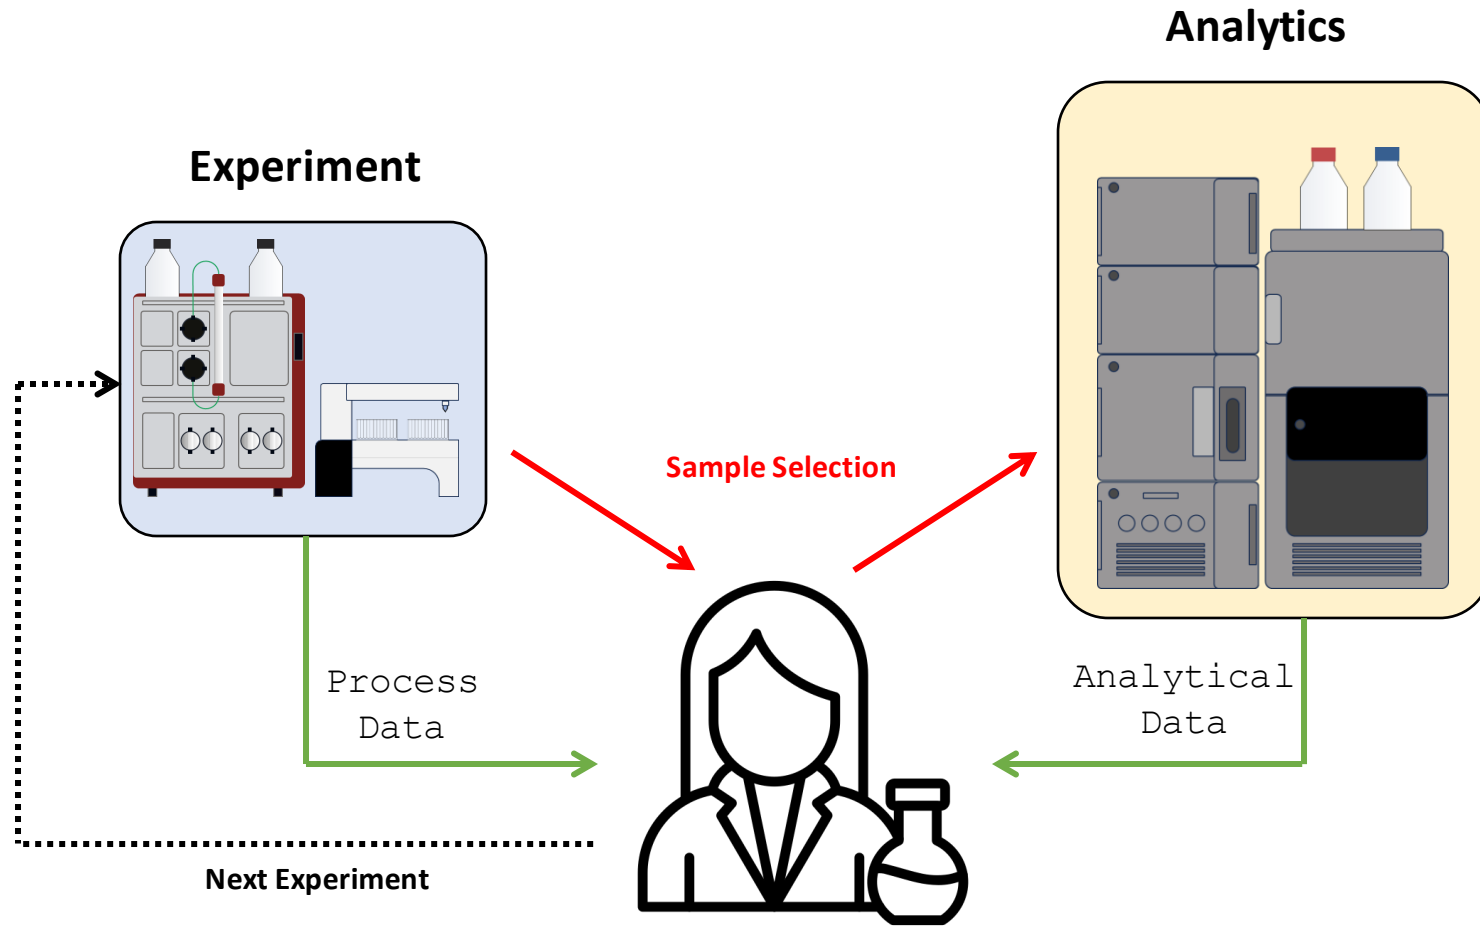 Analytics
Experiment
Sample Selection
Process
Data
Analytical
Data
Next Experiment